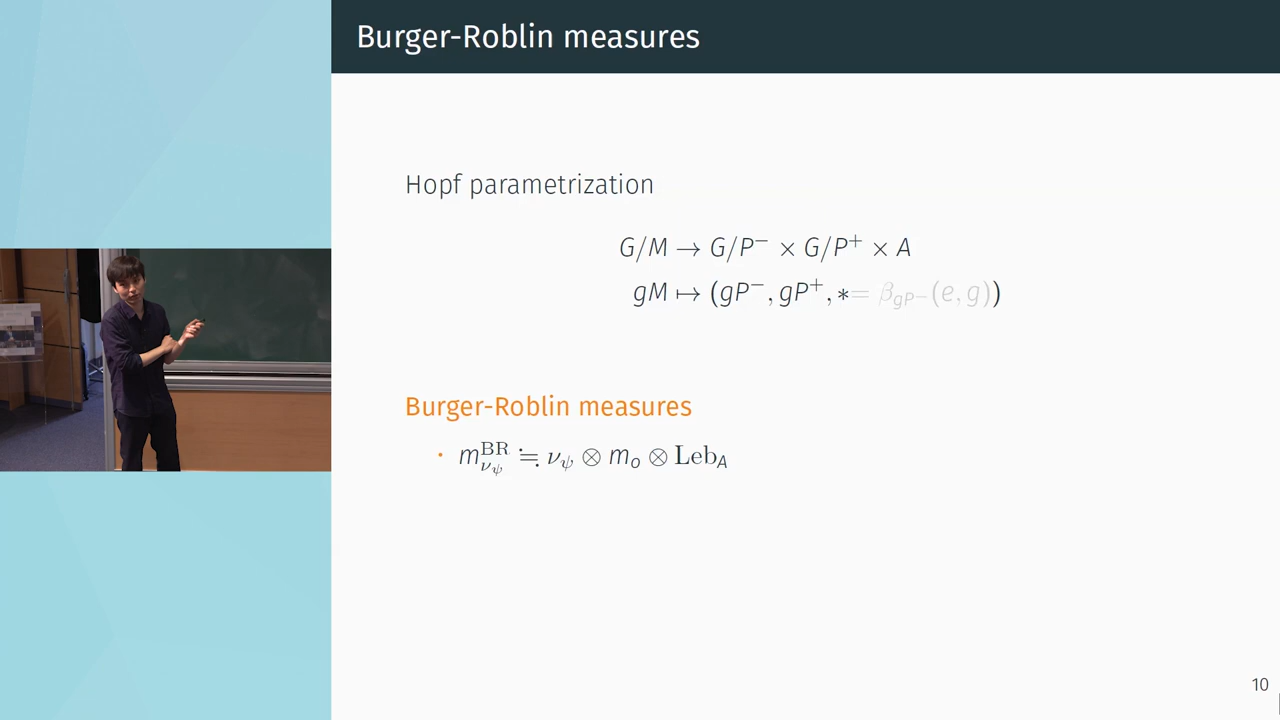 Burger-Roblin measures
Hopf parametrization
G/M → G/P⁻ × G/P⁺ × A
gM ↦ (gP⁻, gP⁺, *= β_{gP⁻}(e, g))
Burger-Roblin measures
· m^{BR}_{ν_ψ} ≒ ν_ψ ⊗ m_o ⊗ Leb_A
10